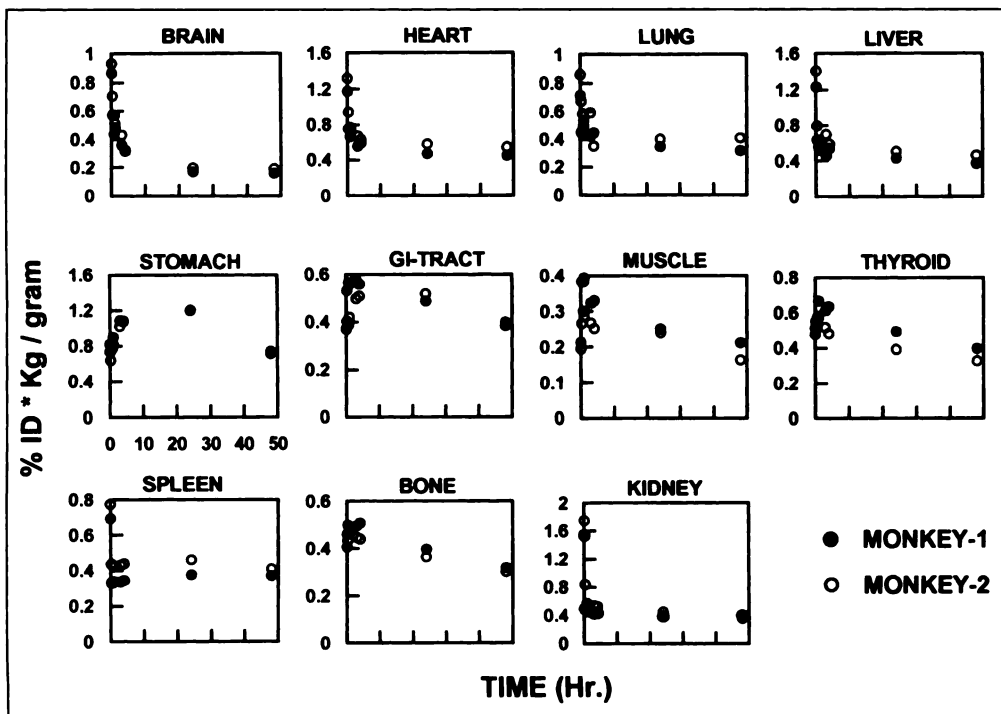 BRAIN HEART LUNG LIVER
1 1.6 1 1.6
0.8 1.2 0.8 1.2
0.6 0.6
0.8 0.8
0.4 0.4
0.2 0.4 0.2 0.4
0 0 0 0
STOMACH GI-TRACT MUSCLE THYROID
1.6 0.6 0.4 0.8
1.2 0.3 0.6
0.4
0.8 0.2 0.4
0.2
0.4 0.1 0.2
0 0 0 0
0 10 20 30 40 50
SPLEEN BONE KIDNEY
0.8 0.6 2
0.6 1.6
0.4 1.2
0.4
0.2 0.8
0.2 0.4
0 0 0
% ID * Kg / gram
MONKEY-1
MONKEY-2
TIME (Hr.)